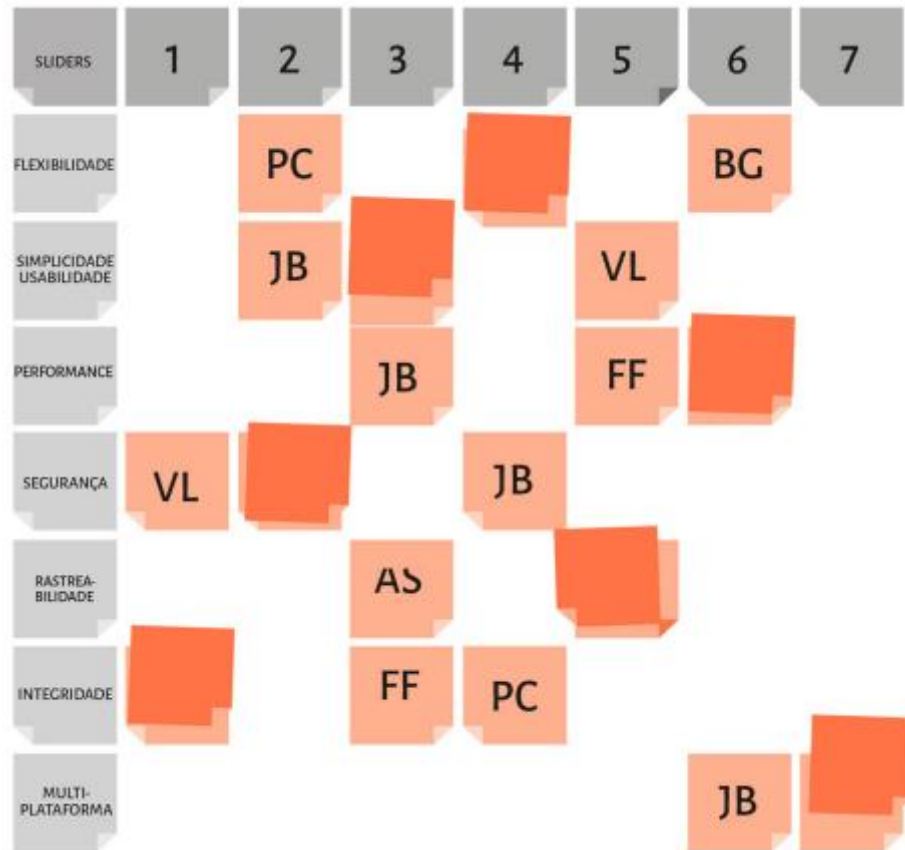 SLIDERS 1 2 3 4 5 6 7
FLEXIBILIDADE PC BG
SIMPLICIDADE
USABILIDADE JB VL
PERFORMANCE JB FF
SEGURANÇA VL JB
RASTREA-
BILIDADE AS
INTEGRIDADE FF PC
MULTI-
PLATAFORMA JB